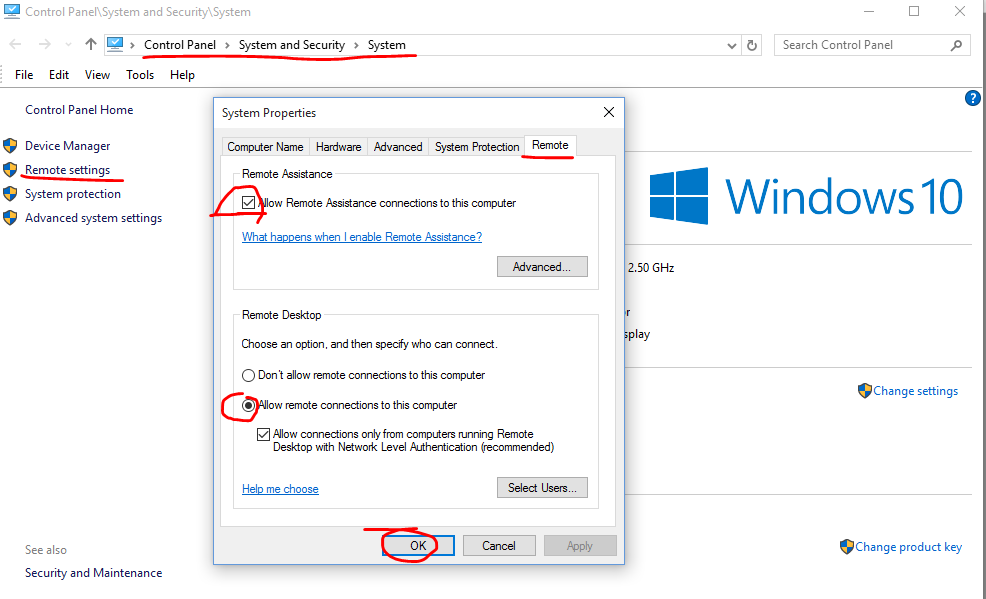 Control Panel\System and Security\System
Control Panel > System and Security > System
Search Control Panel
File Edit View Tools Help
Control Panel Home
Device Manager
Remote settings
System protection
Advanced system settings
See also
Security and Maintenance
System Properties
Computer Name Hardware Advanced System Protection Remote
Remote Assistance
Allow Remote Assistance connections to this computer
What happens when I enable Remote Assistance?
Advanced...
Remote Desktop
Choose an option, and then specify who can connect.
Don't allow remote connections to this computer
Allow remote connections to this computer
Allow connections only from computers running Remote
Desktop with Network Level Authentication (recommended)
Help me choose
Select Users...
OK Cancel Apply
?
Windows 10
2.50 GHz
Change settings
Change product key